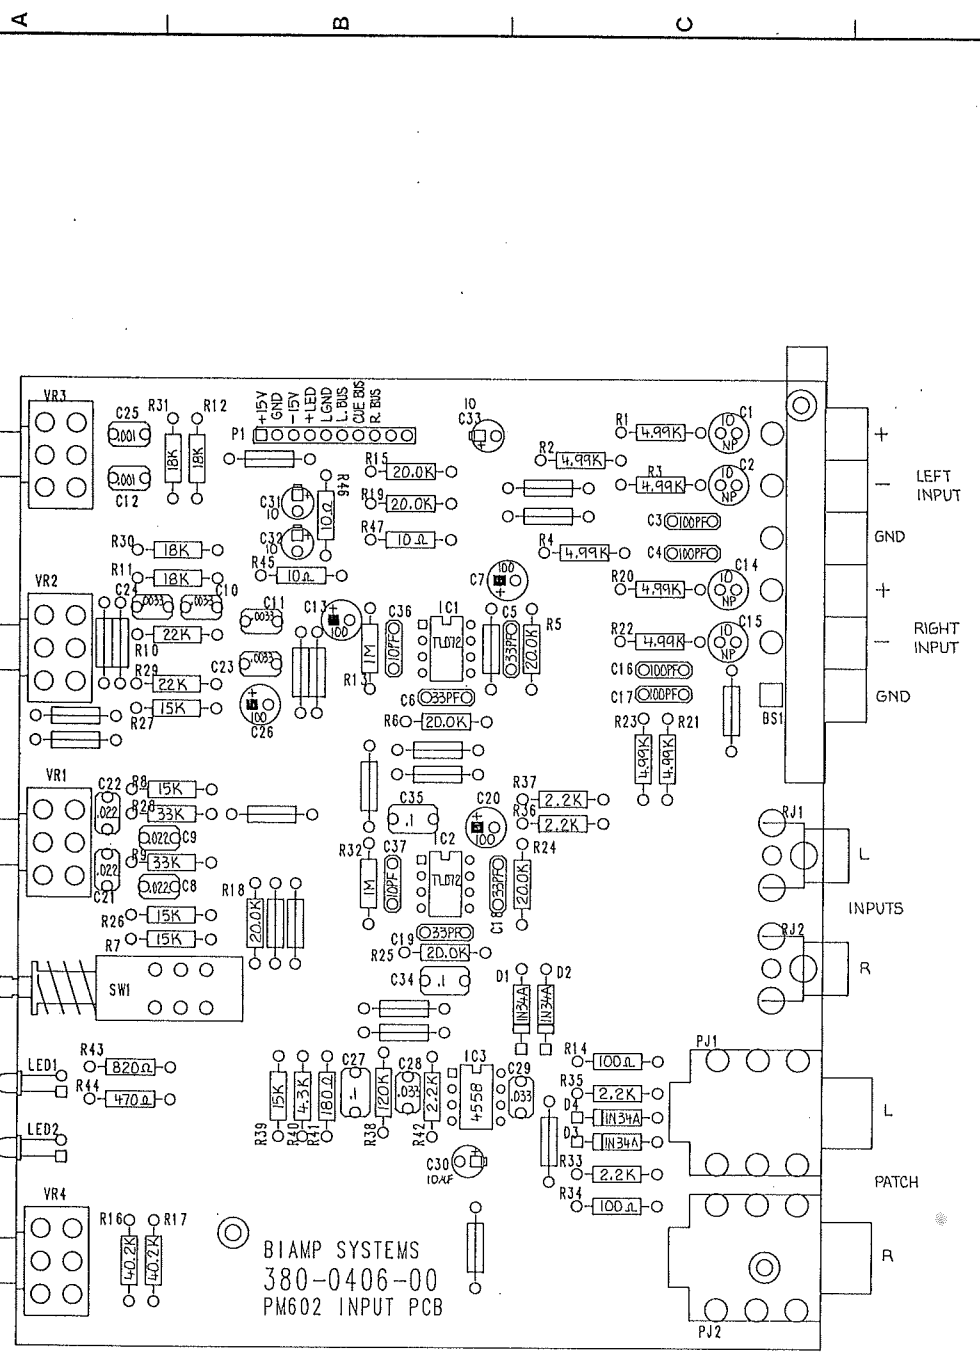 A B C
VR3
C25
.001
.001
C12
R31 R12
18K 18K
+15V
GND
-15V
+LED
LGND
L.BUS
CUE BUS
R BUS
P1
10
C33
R1 4.99K 10 NP C1
R2 4.99K
R3 4.99K 10 NP C2
+
-
LEFT
INPUT
GND
R15 20.0K
R19 20.0K
R47 10Ω
C31
10
C32
10
R46 10Ω
R45 10Ω
C3 100PF
C4 100PF
R4 4.99K
R30 18K
R11 18K
VR2
C24 .0033
C10 .0033
C11 .0033
C13 100
C7 100
R20 4.99K 10 NP C14
R22 4.99K 10 NP C15
+
-
RIGHT
INPUT
GND
22K
R10
R29 22K
15K
R27
C23 .0033
100
C26
1M
R13
C36 10PF
IC1
TL072
C5 33PF
R5 20.0K
C6 33PF
R6 20.0K
C16 100PF
C17 100PF
BS1
R23 R21
4.99K 4.99K
VR1
C22 .022
.022
C21
R8 15K
R28 33K
.022 C9
R9 33K
.022 C8
R26 15K
R7 15K
R18 20.0K
C35 .1
C20 100
R37 2.2K
R36 2.2K
R32 1M
C37 10PF
IC2
TL072
C18 33PF
R24 20.0K
C19 33PF
R25 20.0K
C34 .1
RJ1
L
INPUTS
RJ2
R
SW1
D1 1N34A
D2 1N34A
LED1
LED2
R43 820Ω
R44 470Ω
R39 15K
R40 4.3K
R41 180Ω
C27 .1
R38 120K
C28 .033
R42 2.2K
IC3
4558
C29 .033
C30
10µF
R14 100Ω
R35 2.2K
D4 1N34A
D3 1N34A
R33 2.2K
R34 100Ω
PJ1
L
PATCH
R
PJ2
VR4
R16 40.2K
R17 40.2K
BIAMP SYSTEMS
380-0406-00
PM602 INPUT PCB